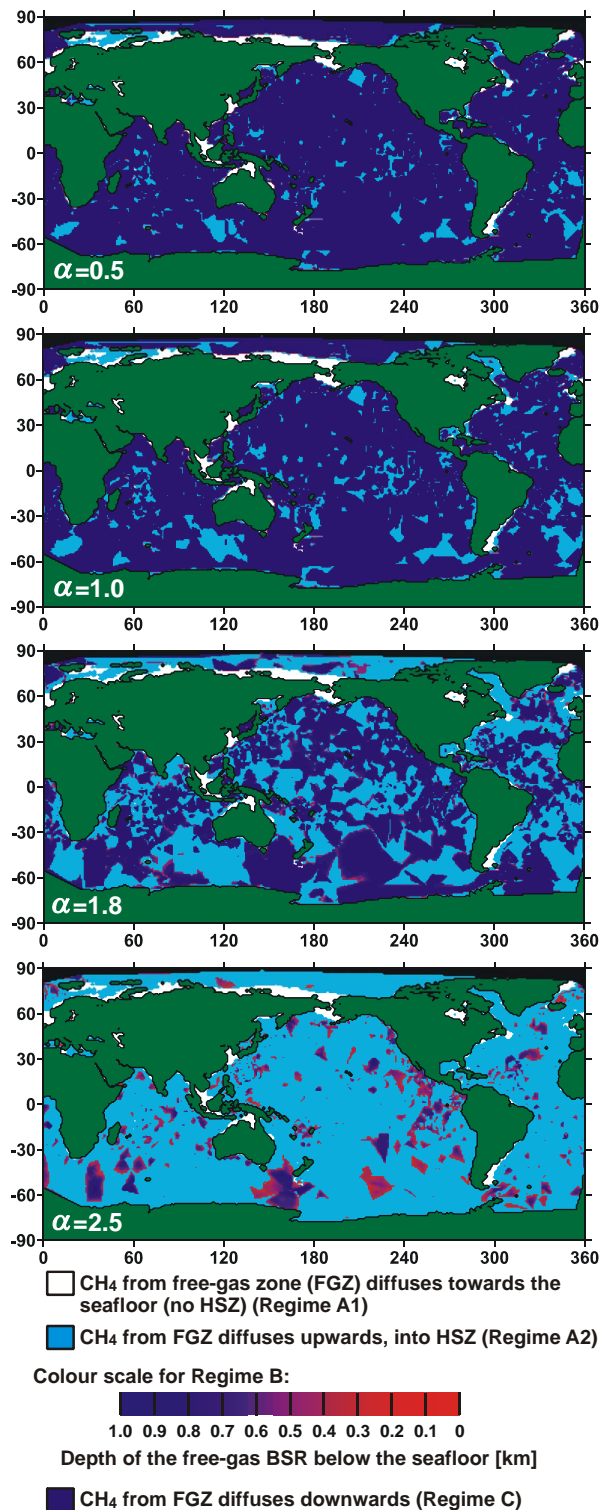 90
60
30
0
-30
-60
-90
α=0.5
0 60 120 180 240 300 360
90
60
30
0
-30
-60
-90
α=1.0
0 60 120 180 240 300 360
90
60
30
0
-30
-60
-90
α=1.8
0 60 120 180 240 300 360
90
60
30
0
-30
-60
-90
α=2.5
0 60 120 180 240 300 360
CH₄ from free-gas zone (FGZ) diffuses towards the
seafloor (no HSZ) (Regime A1)
CH₄ from FGZ diffuses upwards, into HSZ (Regime A2)
Colour scale for Regime B:
1.0 0.9 0.8 0.7 0.6 0.5 0.4 0.3 0.2 0.1 0
Depth of the free-gas BSR below the seafloor [km]
CH₄ from FGZ diffuses downwards (Regime C)